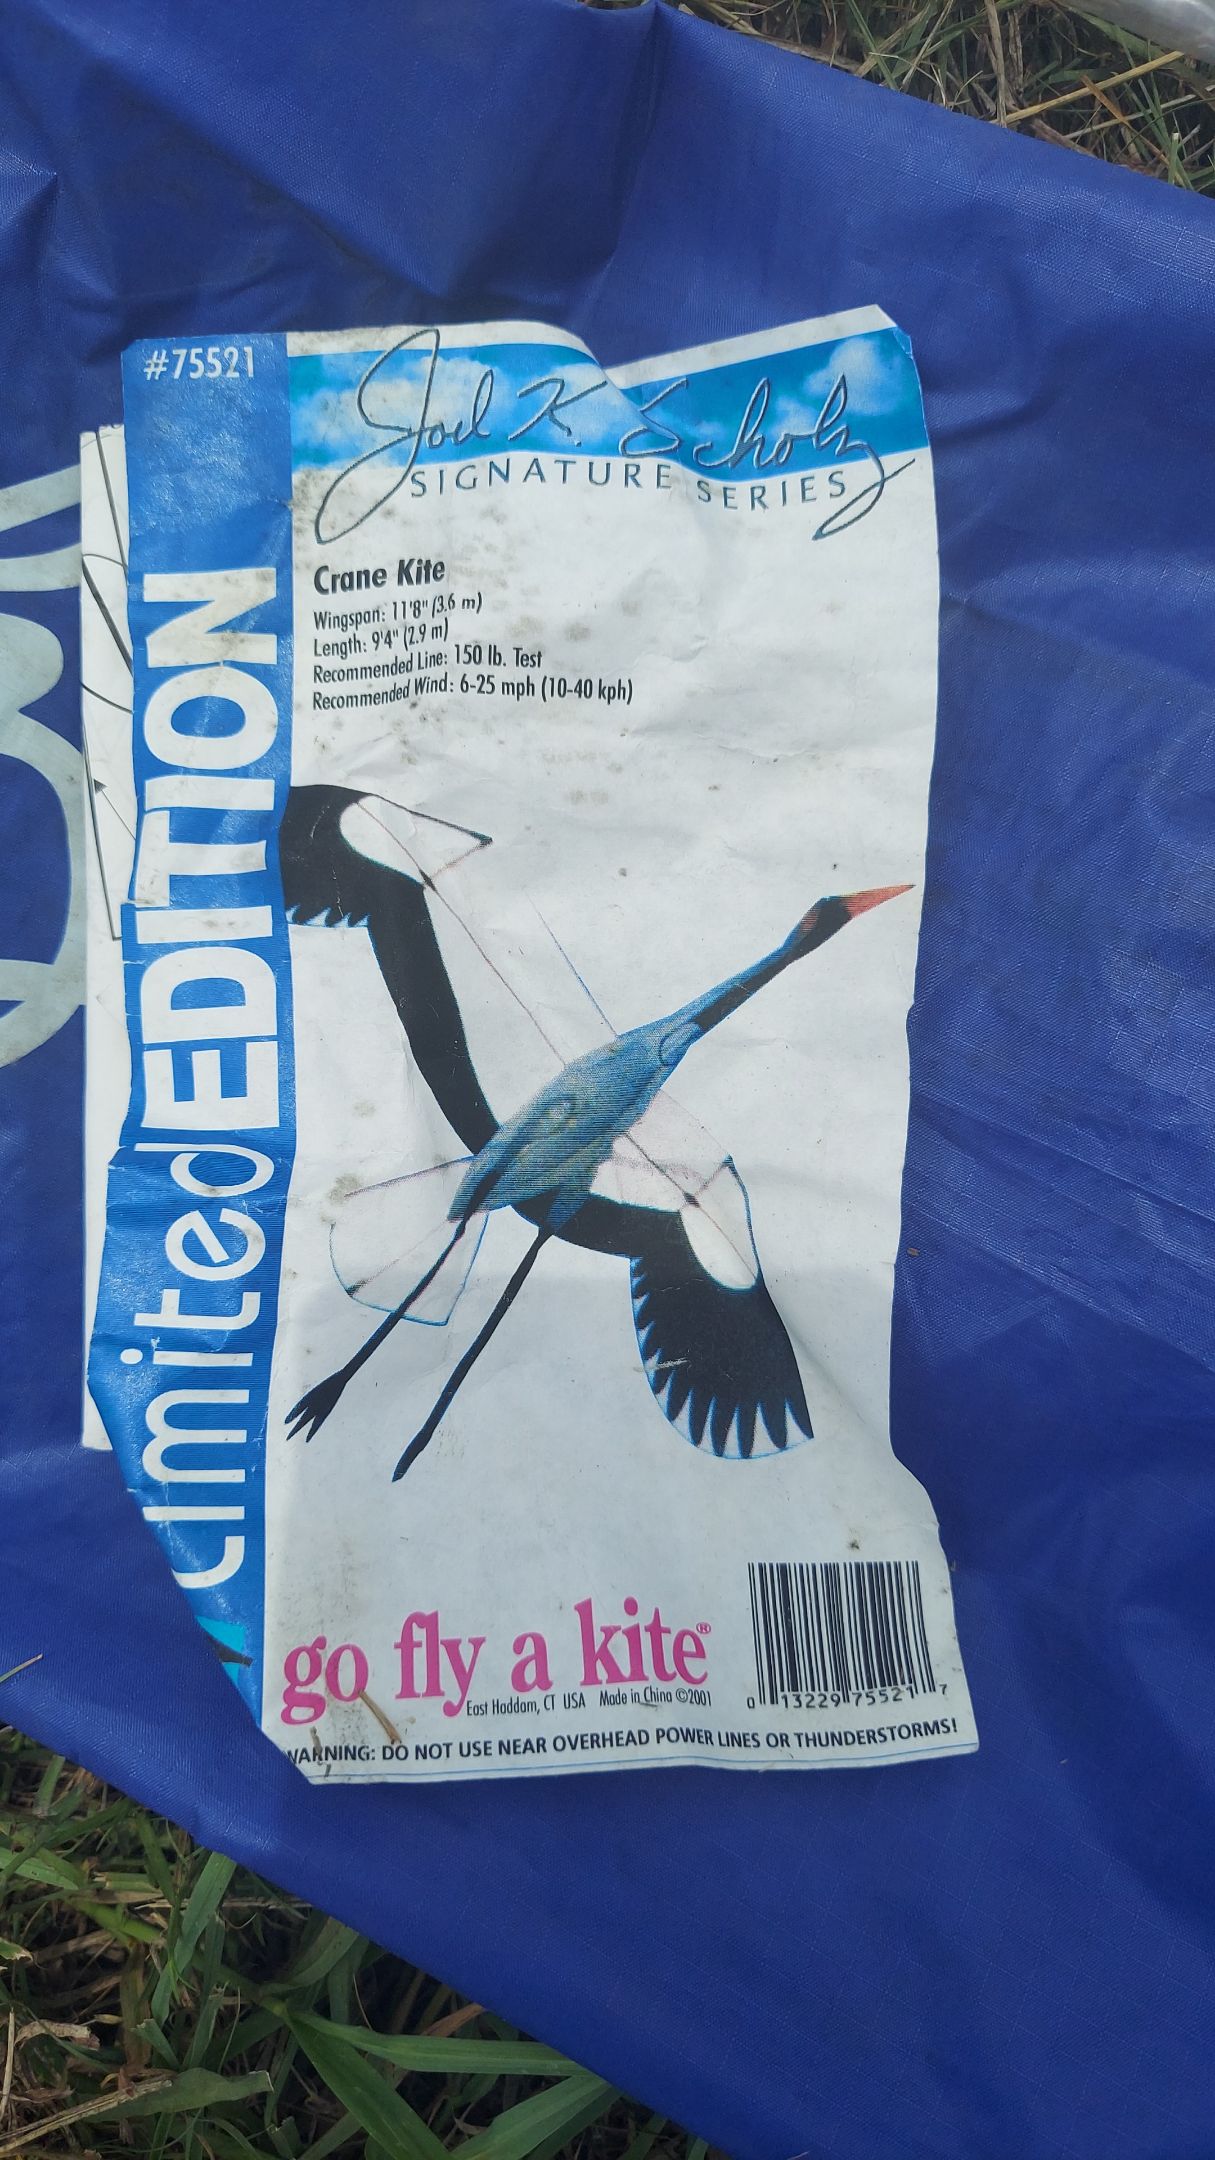 #75521
Joel K. Scholz
SIGNATURE SERIES
Crane Kite
Wingspan: 11'8" (3.6 m)
Length: 9'4" (2.9 m)
Recommended Line: 150 lb. Test
Recommended Wind: 6-25 mph (10-40 kph)
LimitedEDITION
go fly a kite®
East Haddam, CT USA Made in China ©2001
0 13229 75521 7
WARNING: DO NOT USE NEAR OVERHEAD POWER LINES OR THUNDERSTORMS!